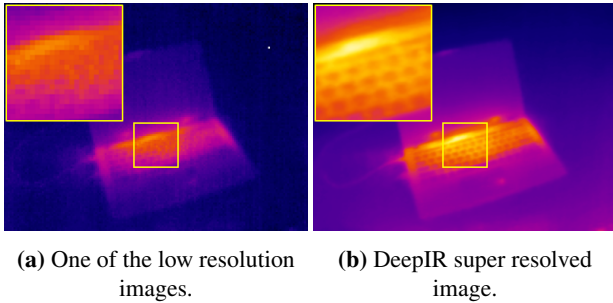 (a) One of the low resolution
images.
(b) DeepIR super resolved
image.